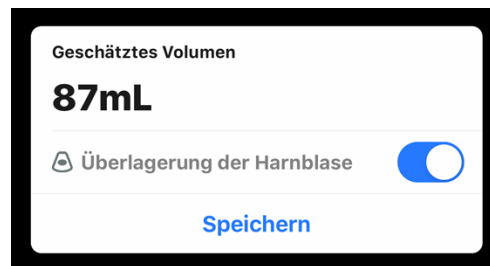 Geschätztes Volumen
87mL
Überlagerung der Harnblase
Speichern